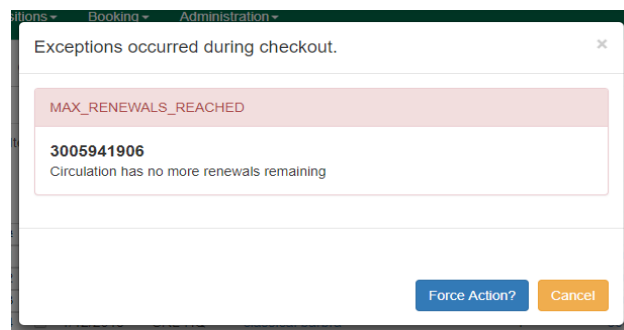 Booking
Administration
Exceptions occurred during checkout.
×
MAX_RENEWALS_REACHED
3005941906
Circulation has no more renewals remaining
Force Action?
Cancel